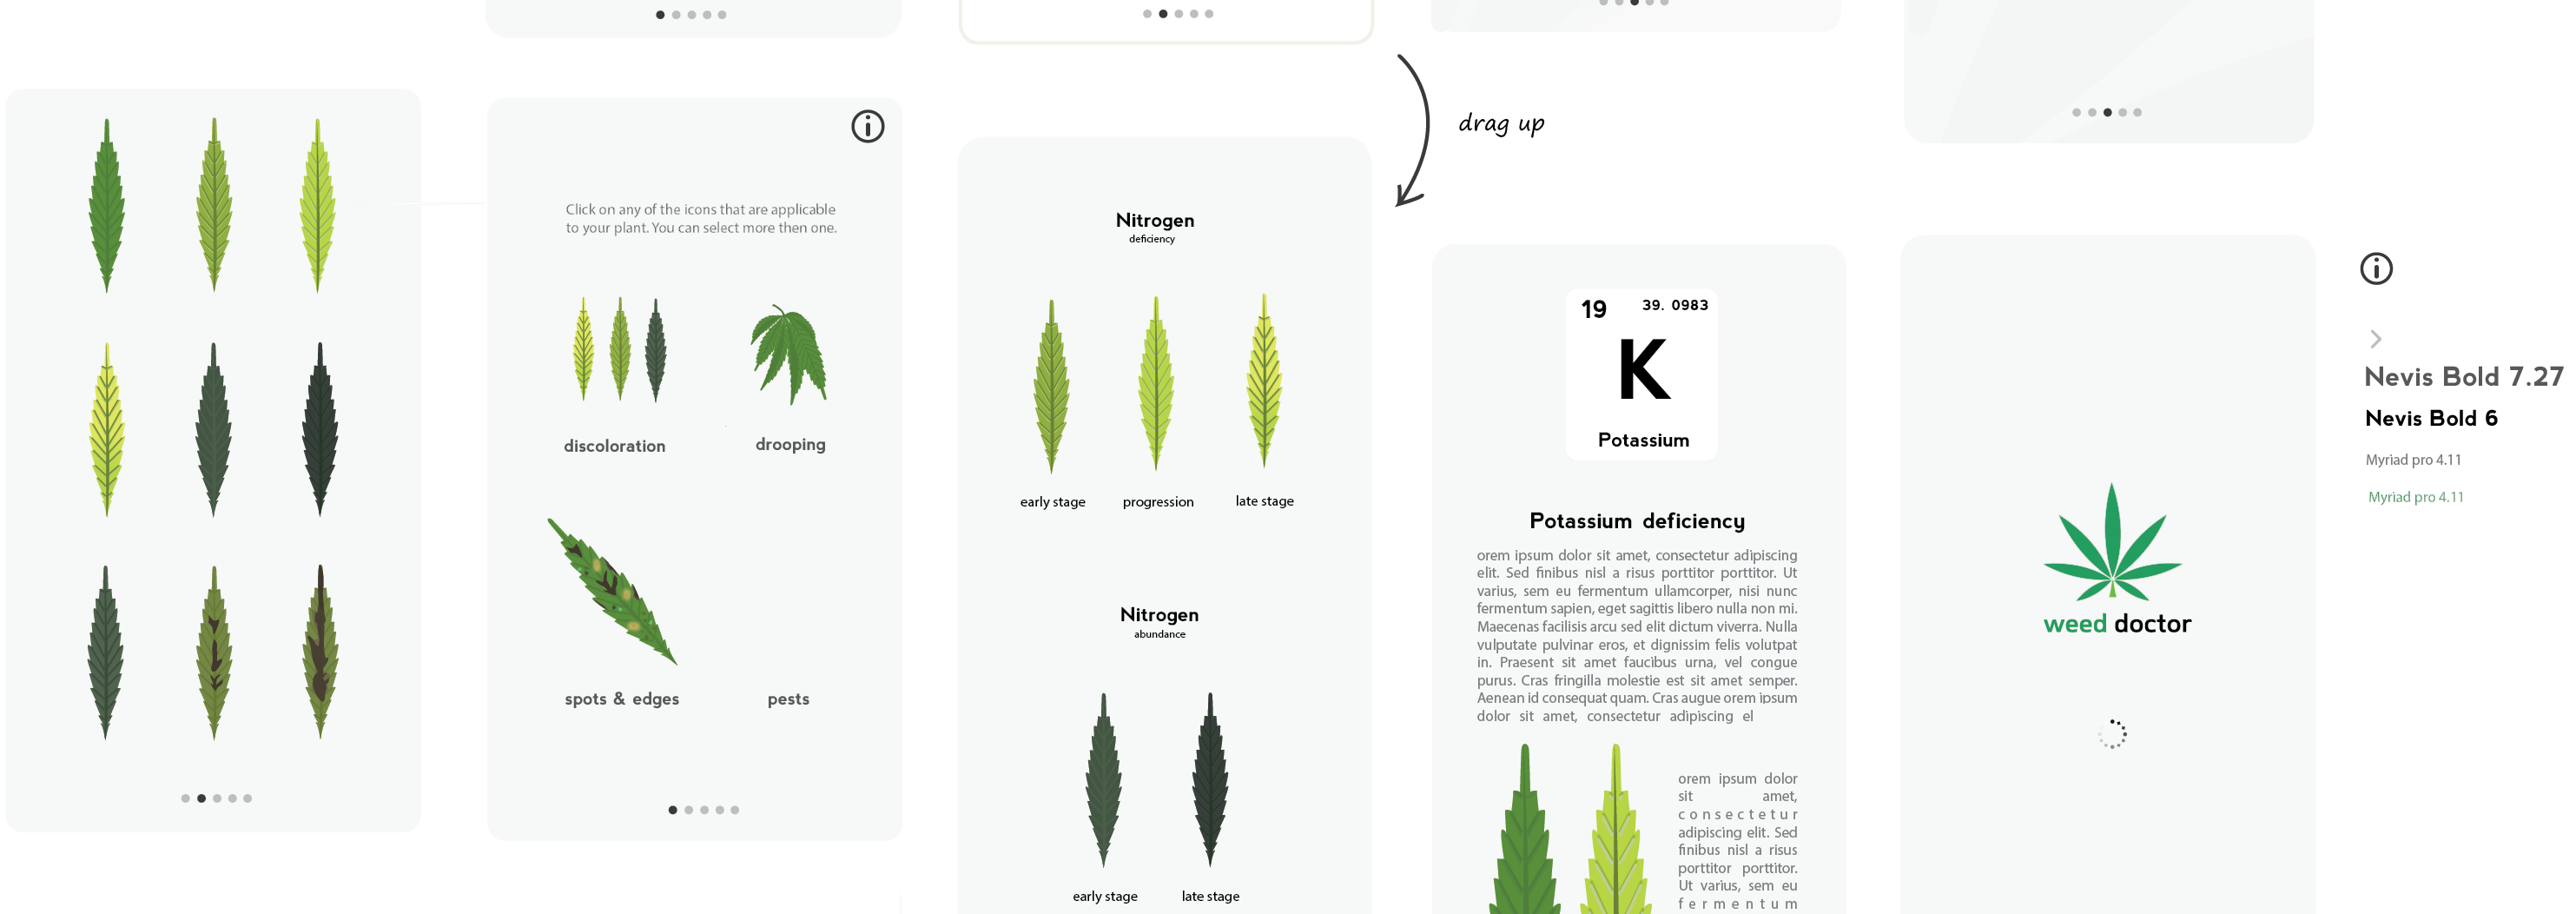 drag up
Click on any of the icons that are applicable
to your plant. You can select more then one.
discoloration
drooping
spots & edges
pests
Nitrogen
deficiency
early stage
progression
late stage
Nitrogen
abundance
early stage
late stage
19
39. 0983
K
Potassium
Potassium deficiency
orem ipsum dolor sit amet, consectetur adipiscing
elit. Sed finibus nisl a risus porttitor porttitor. Ut
varius, sem eu fermentum ullamcorper, nisi nunc
fermentum sapien, eget sagittis libero nulla non mi.
Maecenas facilisis arcu sed elit dictum viverra. Nulla
vulputate pulvinar eros, et dignissim felis volutpat
in. Praesent sit amet faucibus urna, vel congue
purus. Cras fringilla molestie est sit amet semper.
Aenean id consequat quam. Cras augue orem ipsum
dolor sit amet, consectetur adipiscing el
orem ipsum dolor
sit amet,
consectetur
adipiscing elit. Sed
finibus nisl a risus
porttitor porttitor.
Ut varius, sem eu
fermentum
weed doctor
Nevis Bold 7.27
Nevis Bold 6
Myriad pro 4.11
Myriad pro 4.11